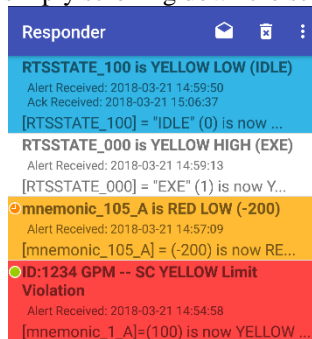 Responder
RTSSTATE_100 is YELLOW LOW (IDLE)
Alert Received: 2018-03-21 14:59:50
Ack Received: 2018-03-21 15:06:37
[RTSSTATE_100] = "IDLE" (0) is now ...
RTSSTATE_000 is YELLOW HIGH (EXE)
Alert Received: 2018-03-21 14:59:13
[RTSSTATE_000] = "EXE" (1) is now Y...
mnemonic_105_A is RED LOW (-200)
Alert Received: 2018-03-21 14:57:09
[mnemonic_105_A] = (-200) is now RE...
ID:1234 GPM -- SC YELLOW Limit
Violation
Alert Received: 2018-03-21 14:54:58
[mnemonic_1_A]=(100) is now YELLOW ...